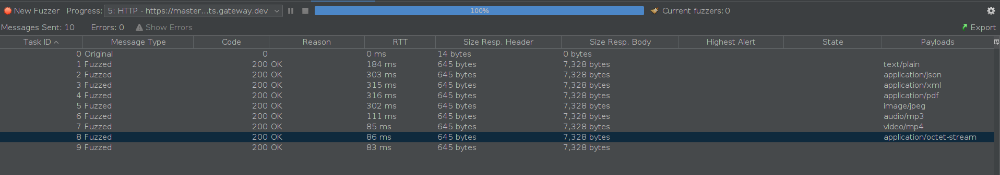 New Fuzzer Progress: 5: HTTP - https://master...ts.gateway.dev 100% Current fuzzers: 0
Messages Sent: 10 Errors: 0 Show Errors Export
Task ID Message Type Code Reason RTT Size Resp. Header Size Resp. Body Highest Alert State Payloads
0 Original 0 0 ms 14 bytes 0 bytes
1 Fuzzed 200 OK 184 ms 645 bytes 7,328 bytes text/plain
2 Fuzzed 200 OK 303 ms 645 bytes 7,328 bytes application/json
3 Fuzzed 200 OK 315 ms 645 bytes 7,328 bytes application/xml
4 Fuzzed 200 OK 316 ms 645 bytes 7,328 bytes application/pdf
5 Fuzzed 200 OK 302 ms 645 bytes 7,328 bytes image/jpeg
6 Fuzzed 200 OK 111 ms 645 bytes 7,328 bytes audio/mp3
7 Fuzzed 200 OK 85 ms 645 bytes 7,328 bytes video/mp4
8 Fuzzed 200 OK 86 ms 645 bytes 7,328 bytes application/octet-stream
9 Fuzzed 200 OK 83 ms 645 bytes 7,328 bytes